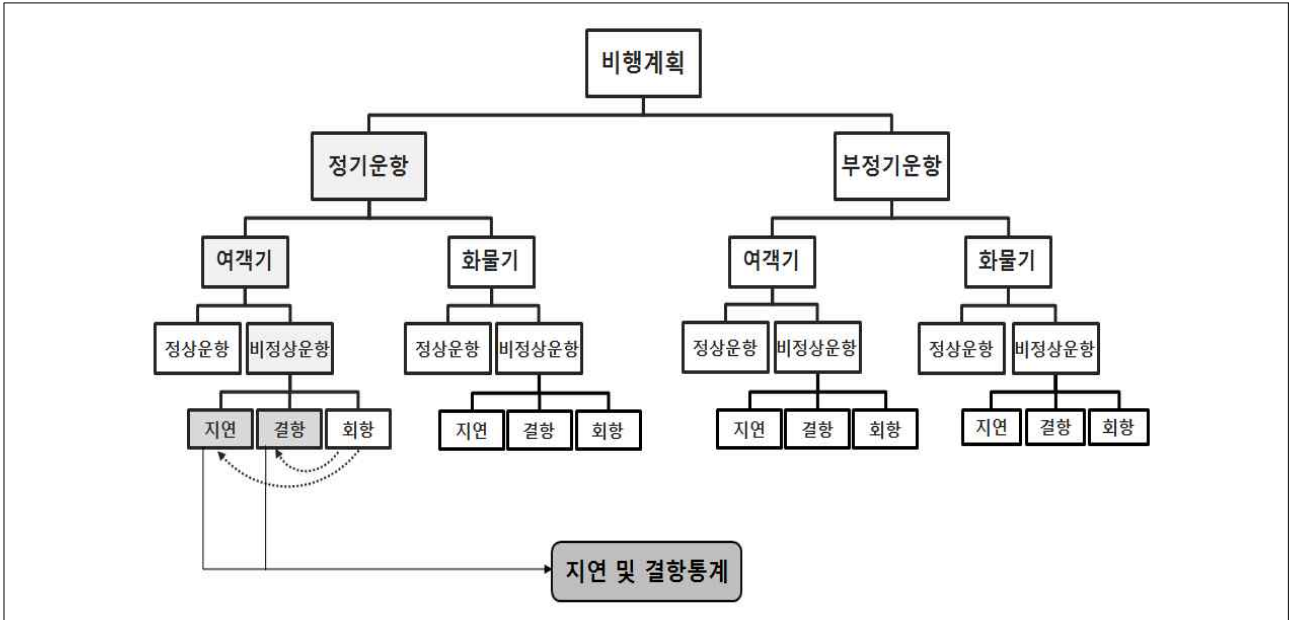 비행계획
정기운항
부정기운항
여객기
화물기
여객기
화물기
정상운항
비정상운항
정상운항
비정상운항
정상운항
비정상운항
정상운항
비정상운항
지연
결항
회항
지연
결항
회항
지연
결항
회항
지연
결항
회항
지연 및 결항통계